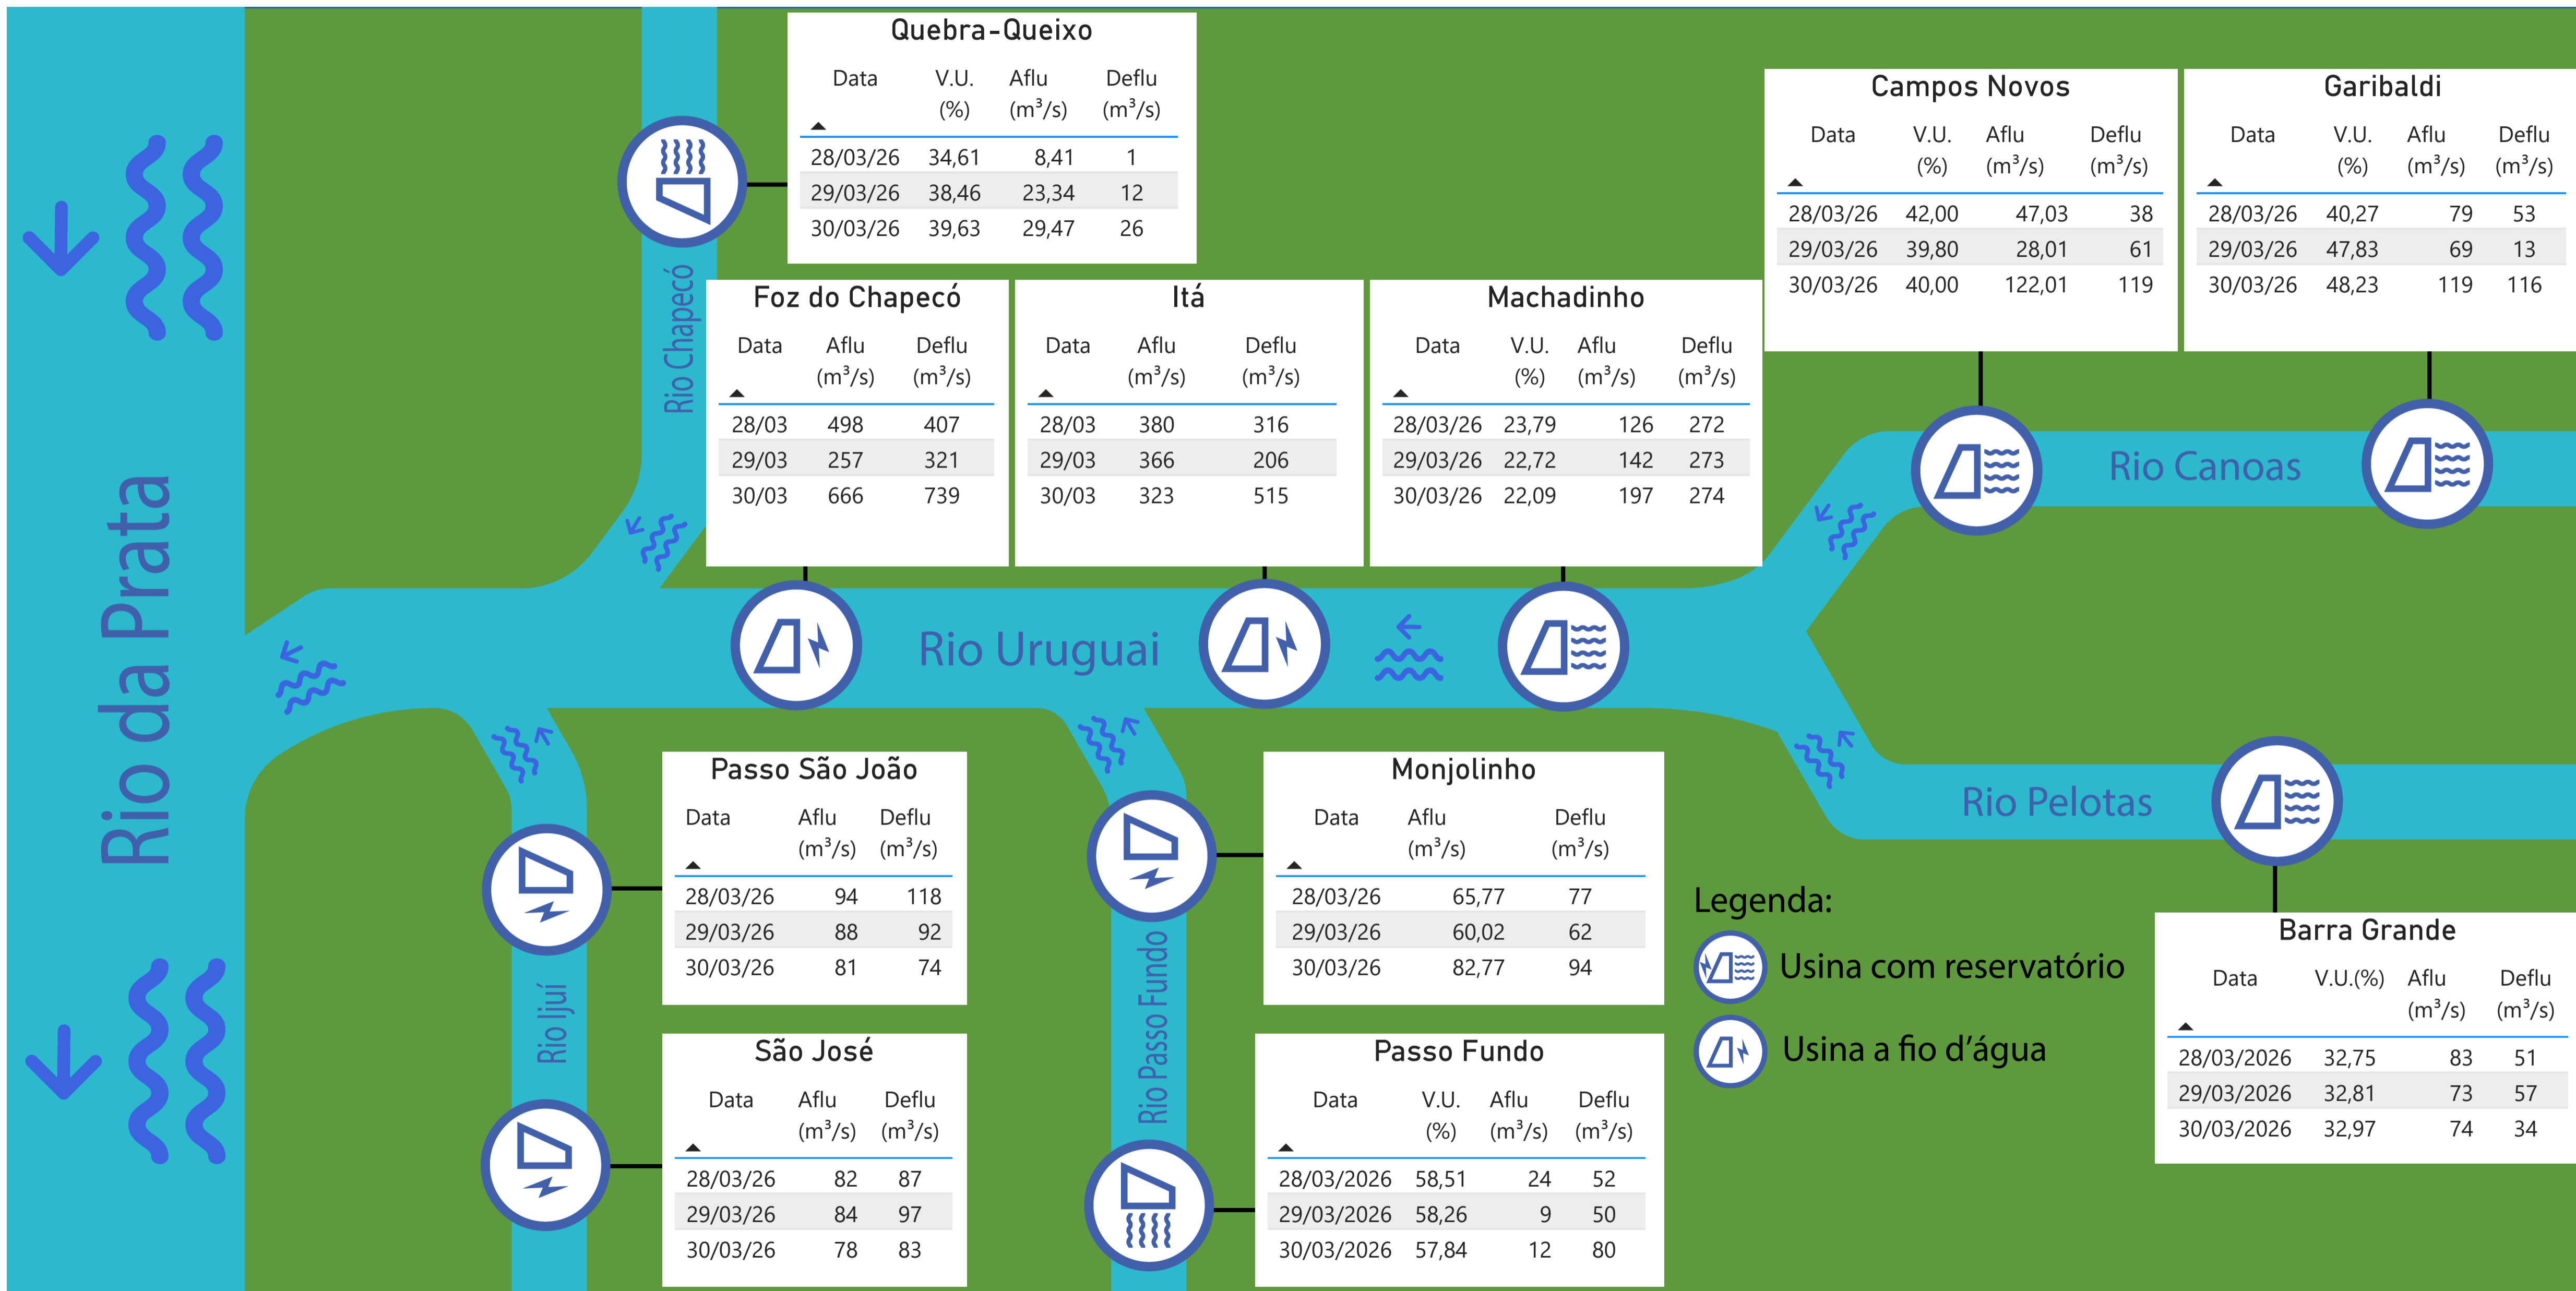 Quebra-Queixo
Data V.U. (%) Aflu (m³/s) Deflu (m³/s)
28/03/26 34,61 8,41 1
29/03/26 38,46 23,34 12
30/03/26 39,63 29,47 26
Campos Novos
Data V.U. (%) Aflu (m³/s) Deflu (m³/s)
28/03/26 42,00 47,03 38
29/03/26 39,80 28,01 61
30/03/26 40,00 122,01 119
Garibaldi
Data V.U. (%) Aflu (m³/s) Deflu (m³/s)
28/03/26 40,27 79 53
29/03/26 47,83 69 13
30/03/26 48,23 119 116
Rio Chapecó
Foz do Chapecó
Data Aflu (m³/s) Deflu (m³/s)
28/03 498 407
29/03 257 321
30/03 666 739
Itá
Data Aflu (m³/s) Deflu (m³/s)
28/03 380 316
29/03 366 206
30/03 323 515
Machadinho
Data V.U. (%) Aflu (m³/s) Deflu (m³/s)
28/03/26 23,79 126 272
29/03/26 22,72 142 273
30/03/26 22,09 197 274
Rio Canoas
Rio da Prata
Rio Uruguai
Rio Pelotas
Passo São João
Data Aflu (m³/s) Deflu (m³/s)
28/03/26 94 118
29/03/26 88 92
30/03/26 81 74
Monjolinho
Data Aflu (m³/s) Deflu (m³/s)
28/03/26 65,77 77
29/03/26 60,02 62
30/03/26 82,77 94
Legenda:
Usina com reservatório
Usina a fio d'água
Barra Grande
Data V.U.(%) Aflu (m³/s) Deflu (m³/s)
28/03/2026 32,75 83 51
29/03/2026 32,81 73 57
30/03/2026 32,97 74 34
Rio Ijuí
São José
Data Aflu (m³/s) Deflu (m³/s)
28/03/26 82 87
29/03/26 84 97
30/03/26 78 83
Rio Passo Fundo
Passo Fundo
Data V.U. (%) Aflu (m³/s) Deflu (m³/s)
28/03/2026 58,51 24 52
29/03/2026 58,26 9 50
30/03/2026 57,84 12 80